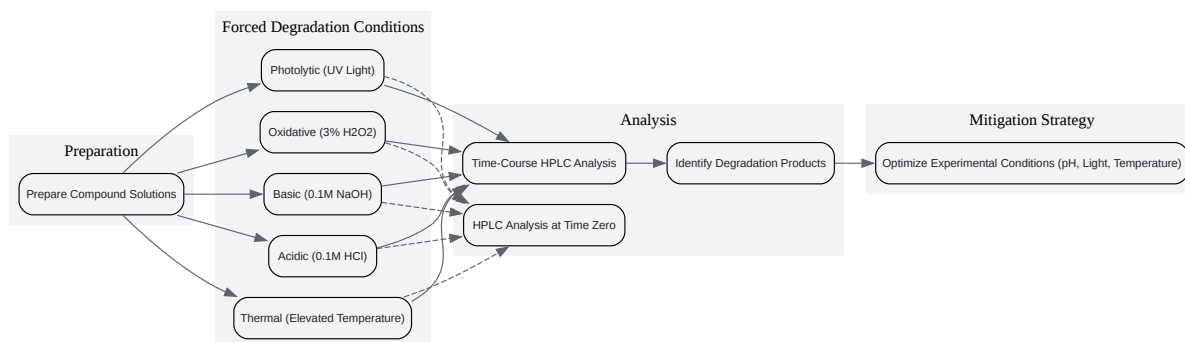 Preparation
Prepare Compound Solutions
Forced Degradation Conditions
Photolytic (UV Light)
Oxidative (3% H2O2)
Basic (0.1M NaOH)
Acidic (0.1M HCl)
Thermal (Elevated Temperature)
Analysis
Time-Course HPLC Analysis
Identify Degradation Products
HPLC Analysis at Time Zero
Mitigation Strategy
Optimize Experimental Conditions (pH, Light, Temperature)